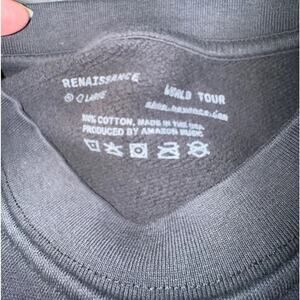 RENAISSANCE WORLD TOUR
LARGE
100% COTTON, MADE IN THE USA
PRODUCED BY AMAZON MUSIC